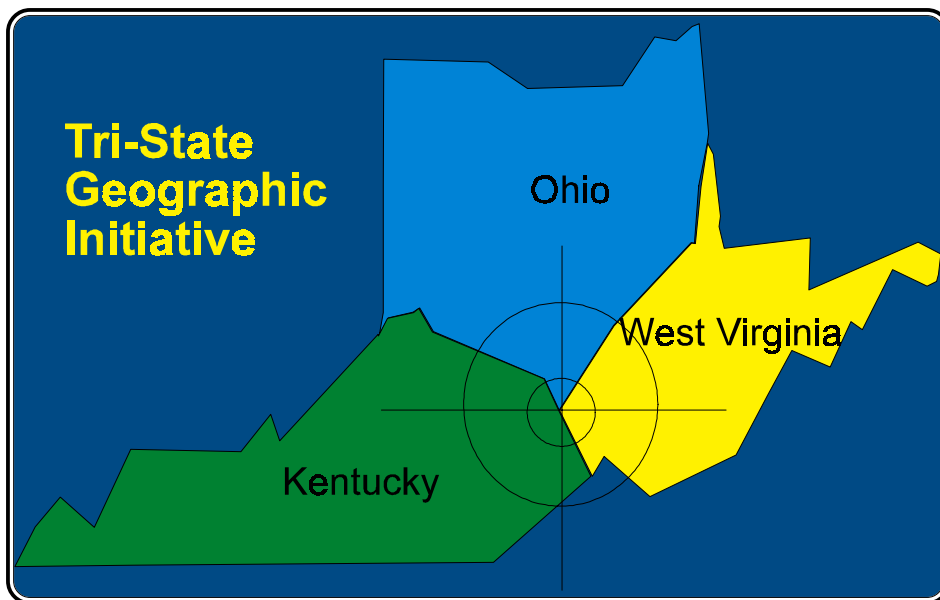 Tri-State
Geographic
Initiative
Ohio
West Virginia
Kentucky